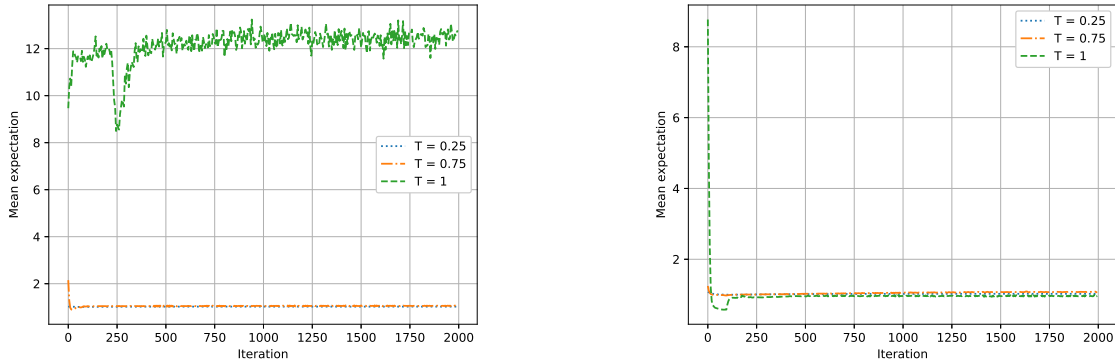 12
10
8
6
4
2
Mean expectation
T = 0.25
T = 0.75
T = 1
0
250
500
750
1000
1250
1500
1750
2000
Iteration
8
6
4
2
Mean expectation
T = 0.25
T = 0.75
T = 1
0
250
500
750
1000
1250
1500
1750
2000
Iteration